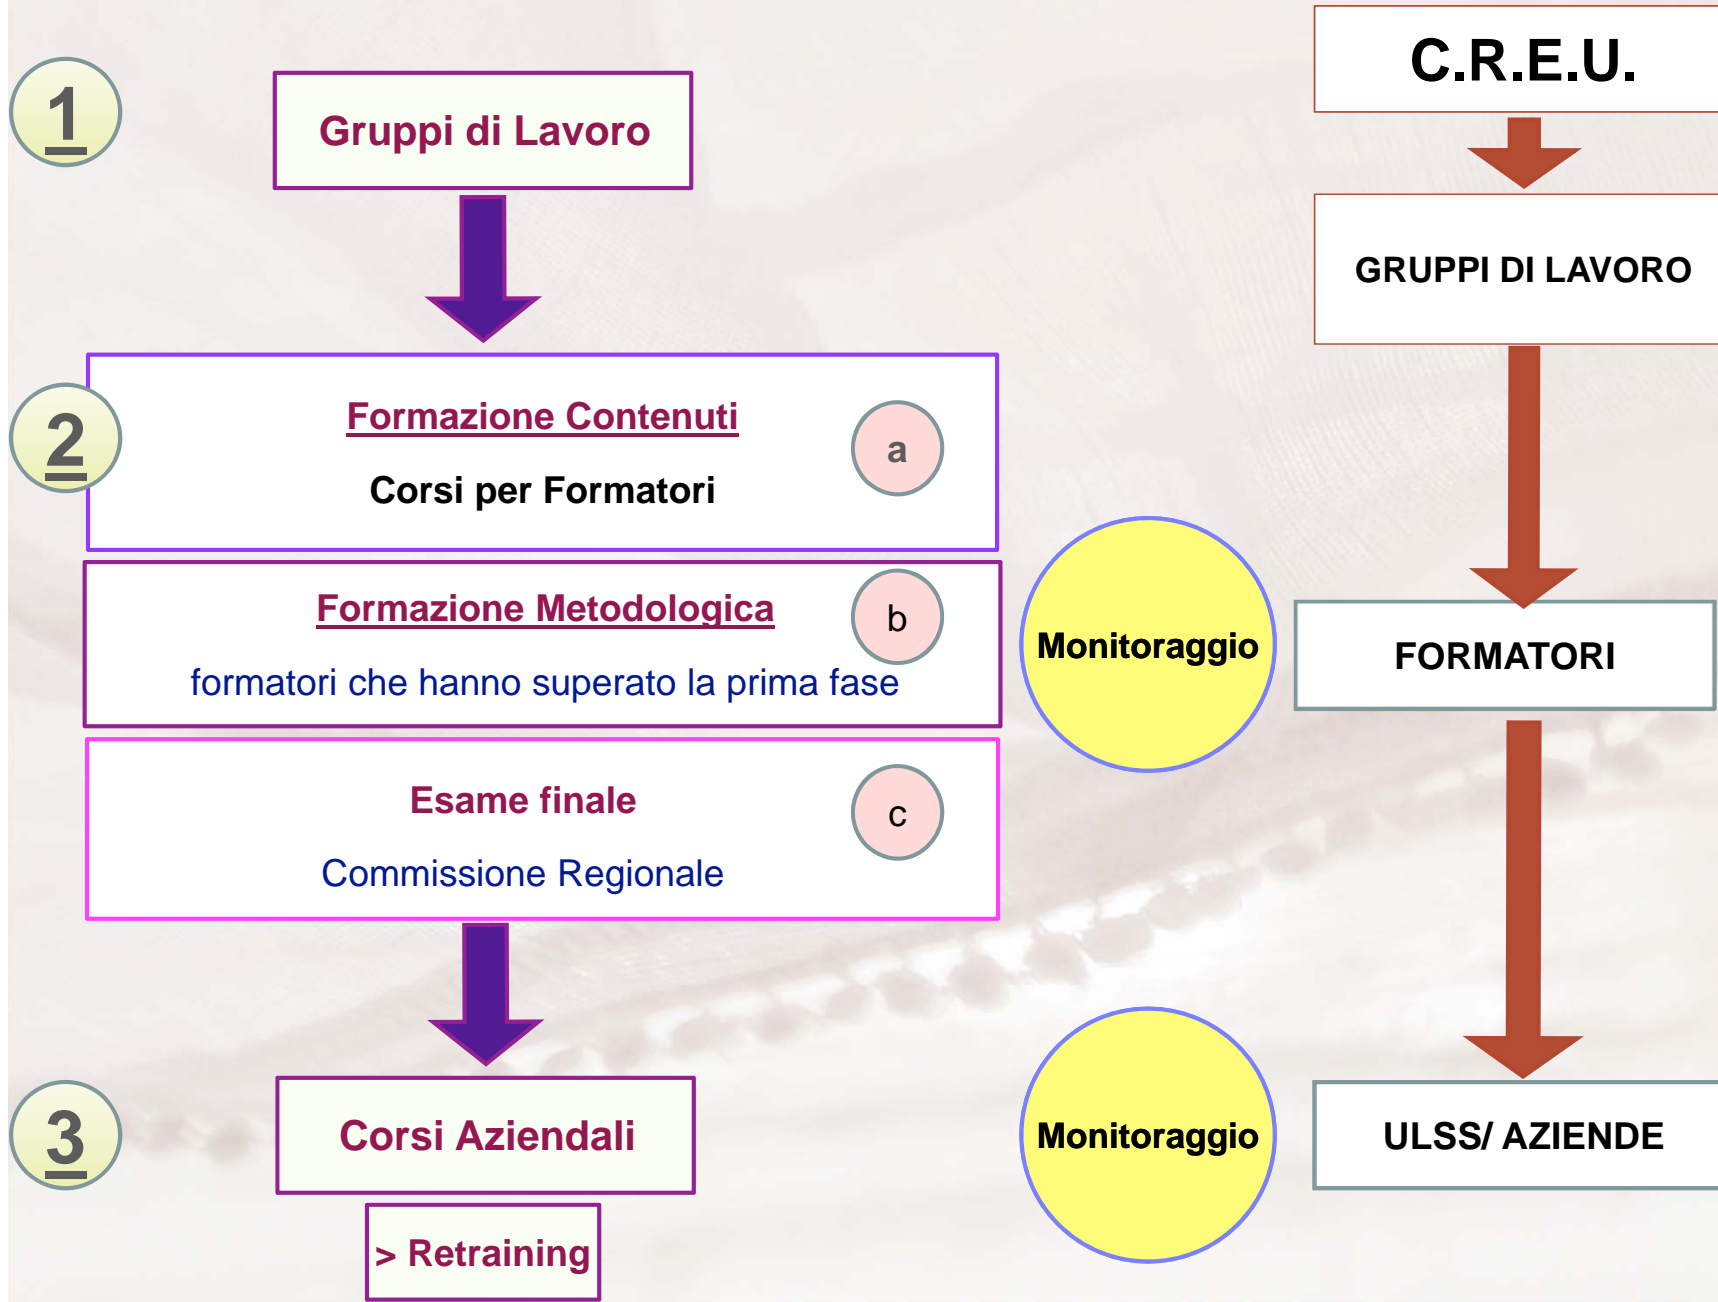 1
Gruppi di Lavoro
2
Formazione Contenuti
a
Corsi per Formatori
Formazione Metodologica
b
formatori che hanno superato la prima fase
Esame finale
c
Commissione Regionale
3
Corsi Aziendali
> Retraining
Monitoraggio
Monitoraggio
C.R.E.U.
GRUPPI DI LAVORO
FORMATORI
ULSS/ AZIENDE